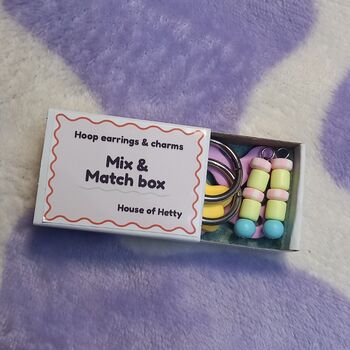 Hoop earrings & charms
Mix &
Match box
House of Hetty